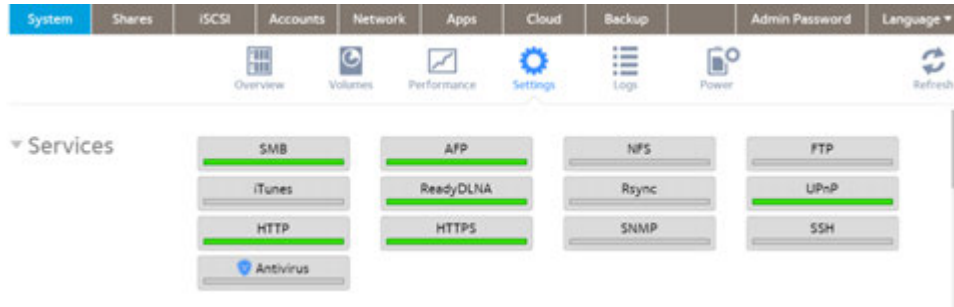 System Shares iSCSI Accounts Network Apps Cloud Backup Admin Password Language
Overview Volumes Performance Settings Logs Power Refresh
Services
SMB AFP NFS FTP
iTunes ReadyDLNA Rsync UPnP
HTTP HTTPS SNMP SSH
Antivirus